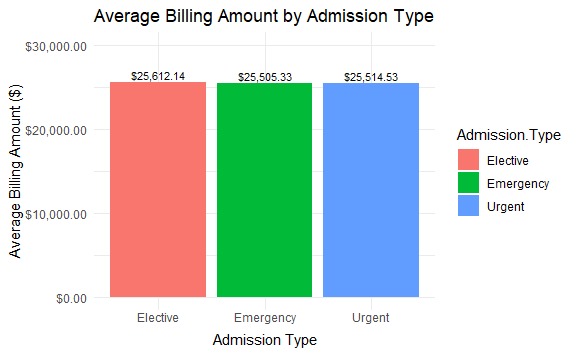 Average Billing Amount by Admission Type
Average Billing Amount ($)
$30,000.00
$20,000.00
$10,000.00
$0.00
$25,612.14
$25,505.33
$25,514.53
Elective
Emergency
Urgent
Admission Type
Admission.Type
Elective
Emergency
Urgent